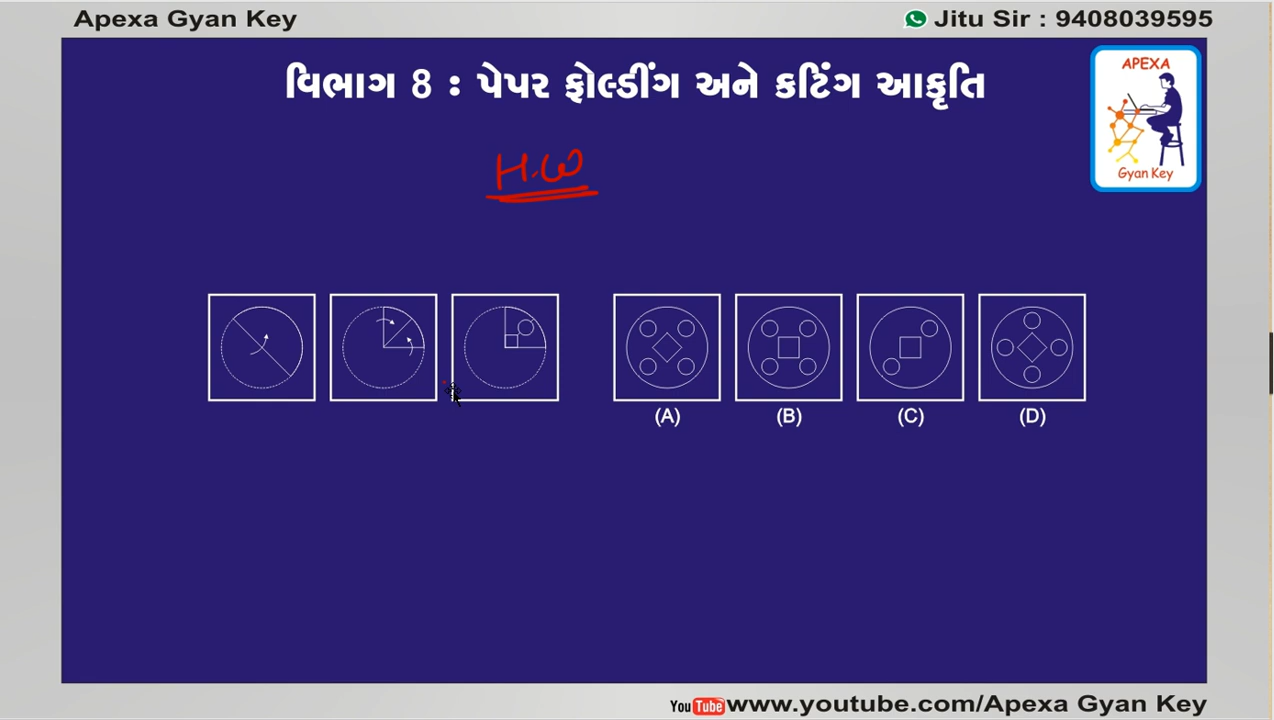 Apexa Gyan Key
Jitu Sir : 9408039595
વિભાગ 8 : પેપર ફોલ્ડીંગ અને કટિંગ આકૃતિ
APEXA
Gyan Key
H.W
(A) (B) (C) (D)
YouTube www.youtube.com/Apexa Gyan Key